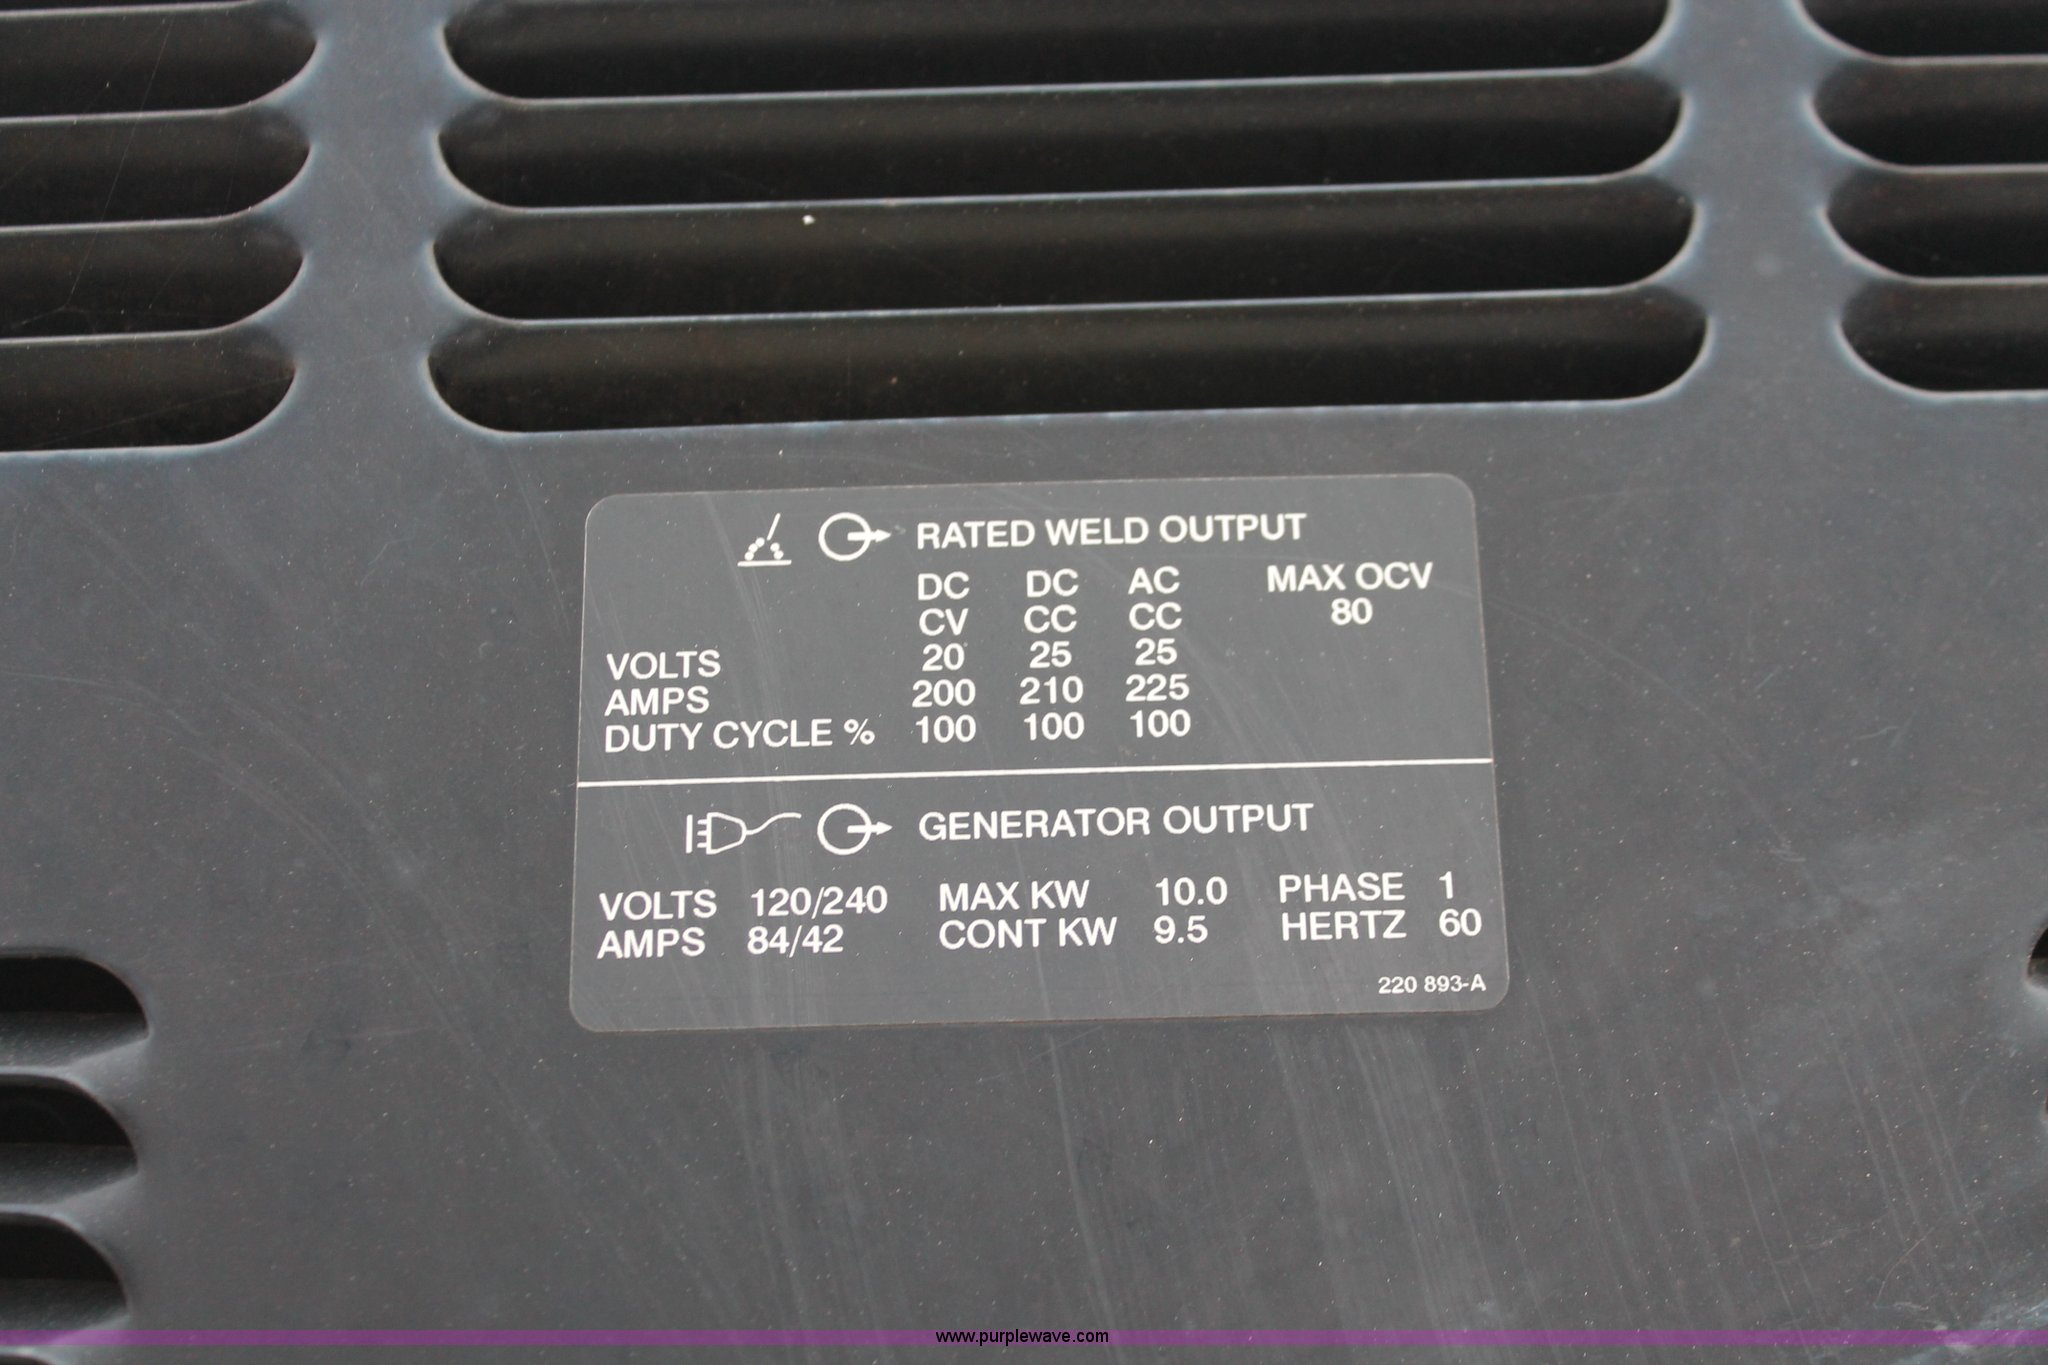 RATED WELD OUTPUT
DC DC AC MAX OCV
CV CC CC 80
VOLTS 20 25 25
AMPS 200 210 225
DUTY CYCLE % 100 100 100
GENERATOR OUTPUT
VOLTS 120/240 MAX KW 10.0 PHASE 1
AMPS 84/42 CONT KW 9.5 HERTZ 60
220 893-A
www.purplewave.com